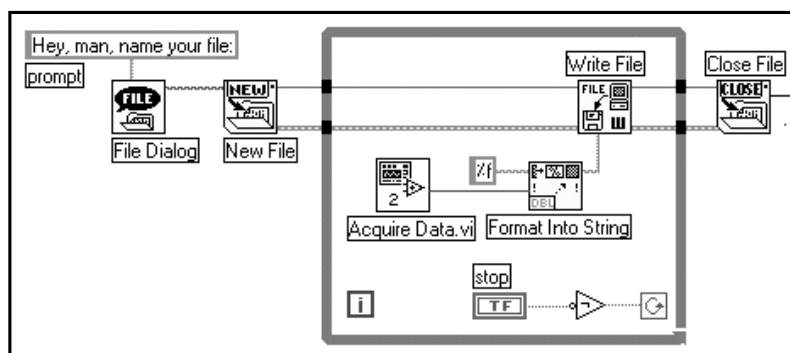 Hey, man, name your file:
prompt
FILE
File Dialog
NEW
New File
Write File
FILE
Close File
CLOSE
%f
2
Acquire Data.vi
DBL
Format Into String
stop
TF
i